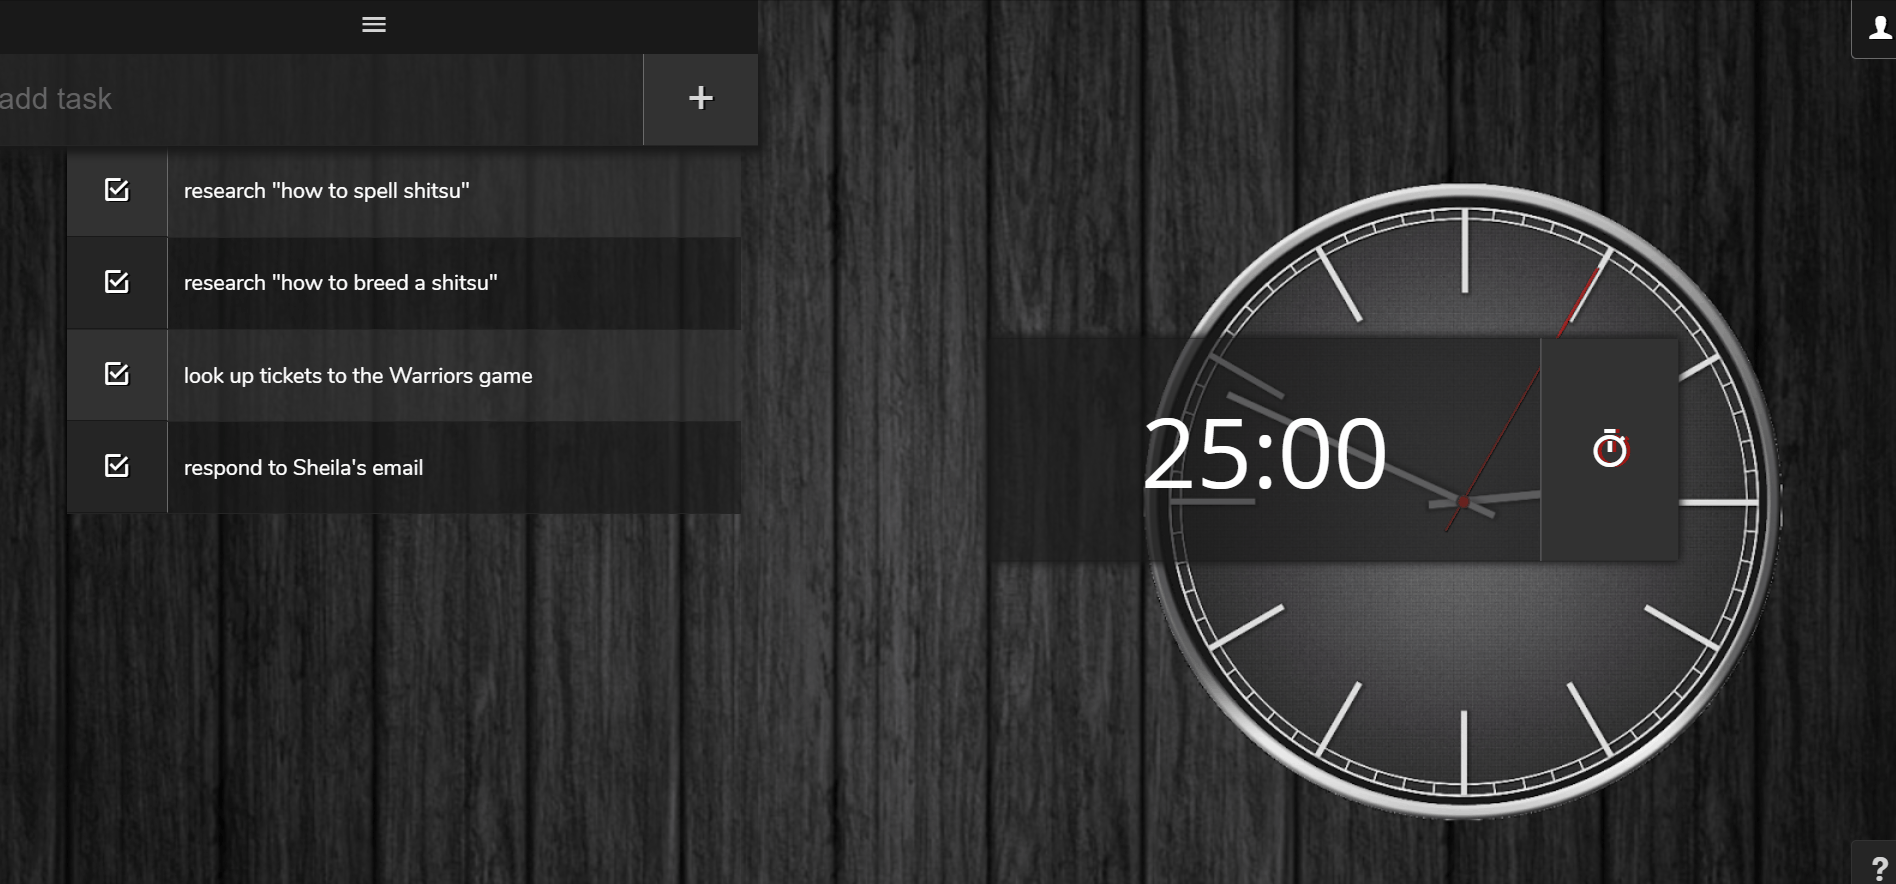 add task
+
research "how to spell shitsu"
research "how to breed a shitsu"
look up tickets to the Warriors game
respond to Sheila's email
25:00
?